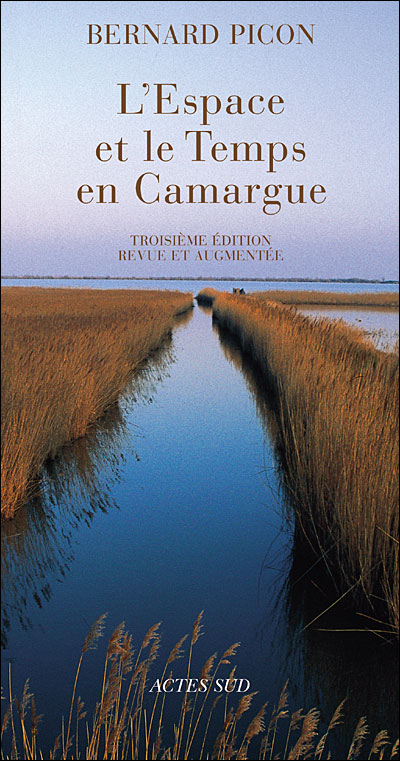 BERNARD PICON
L'Espace
et le Temps
en Camargue
TROISIÈME ÉDITION
REVUE ET AUGMENTÉE
ACTES SUD